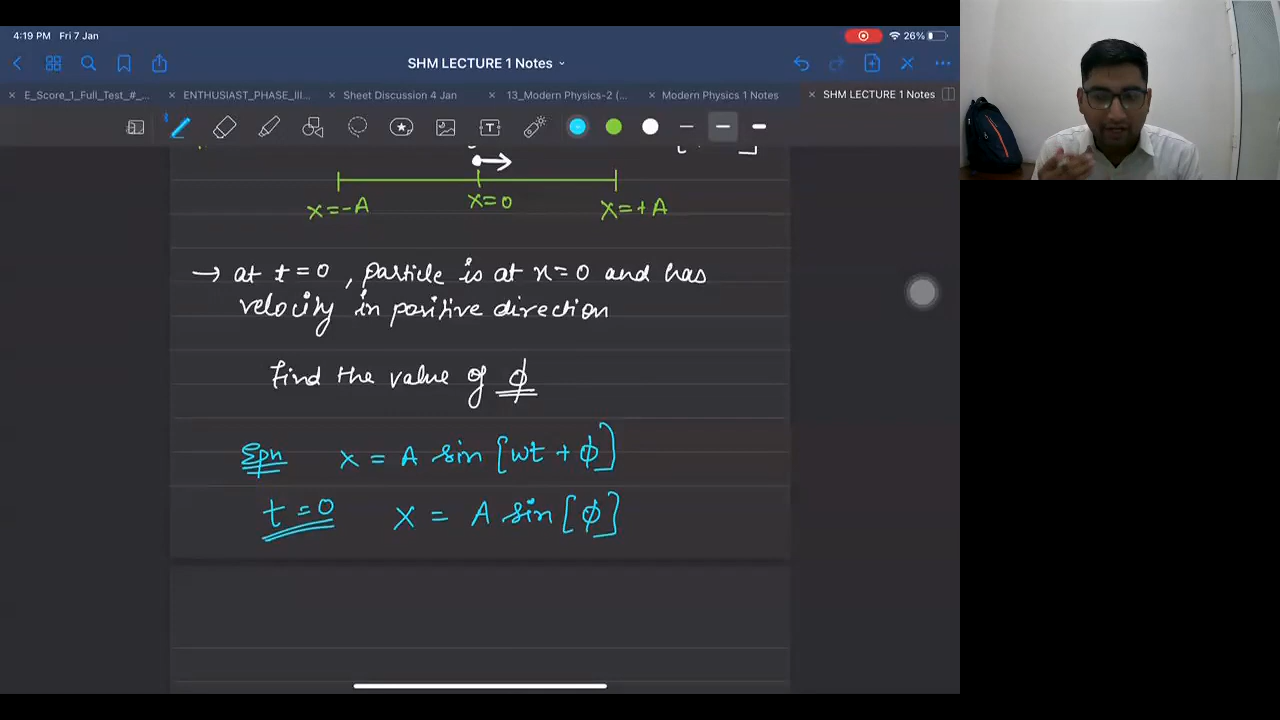 4:19 PM Fri 7 Jan
26%
SHM LECTURE 1 Notes
E_Score_1_Full_Test_#_...
ENTHUSIAST_PHASE_III...
Sheet Discussion 4 Jan
13_Modern Physics-2 (...
Modern Physics 1 Notes
SHM LECTURE 1 Notes
x=-A
x=0
x=+A
→ at t=0, particle is at x=0 and has
velocity in positive direction
find the value of ϕ
Eqn x = A sin [wt + ϕ]
t=0 x = A sin [ϕ]